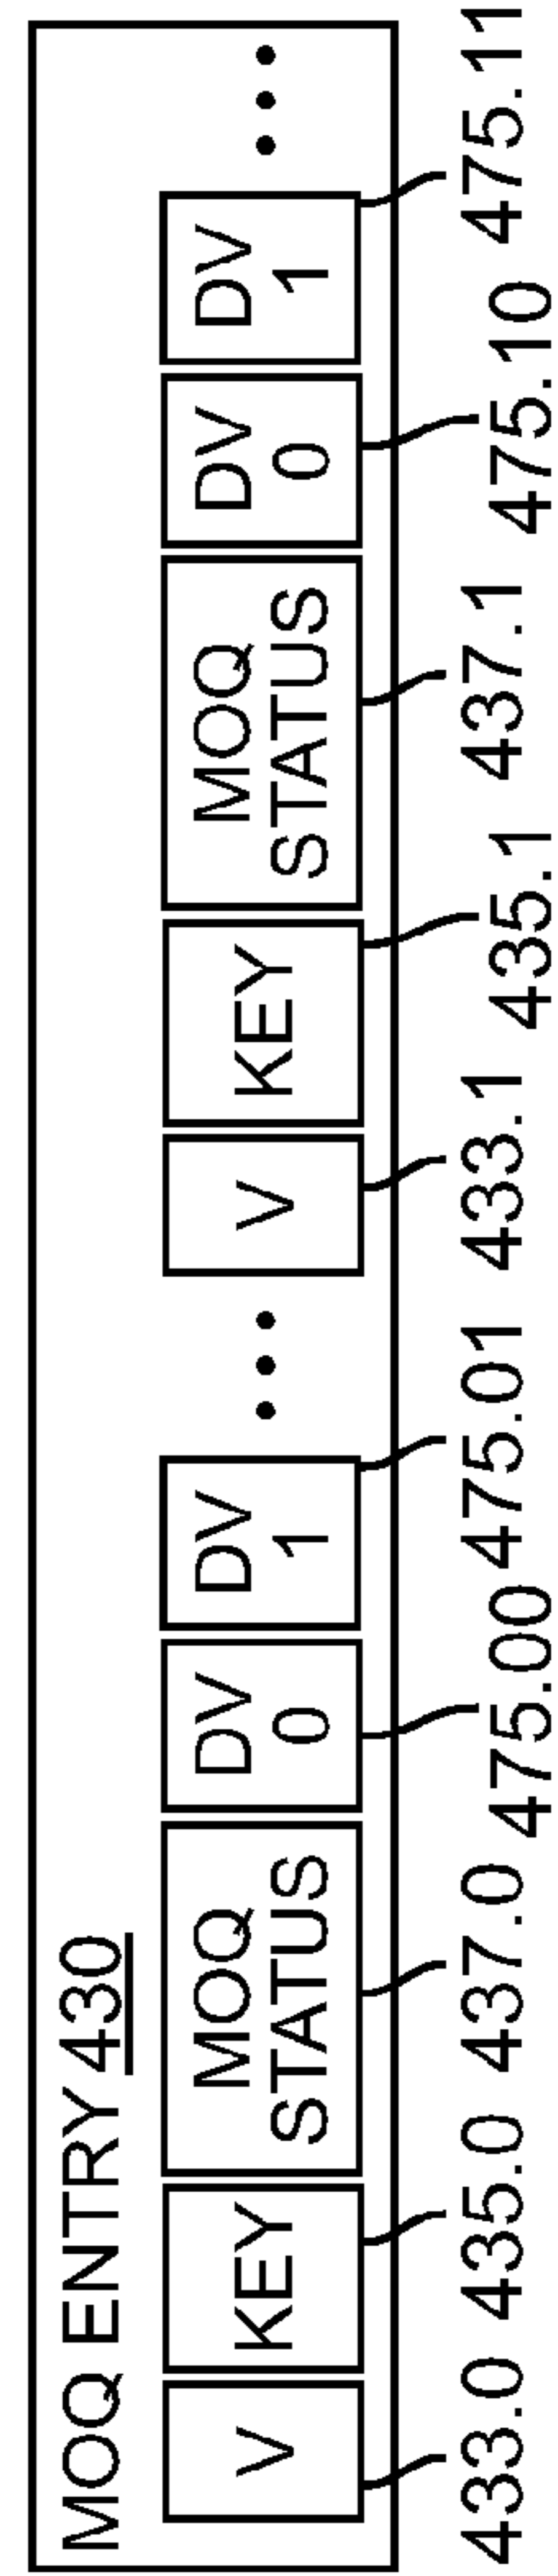 MOQ ENTRY 430
V
KEY
MOQ
STATUS
DV
0
DV
1
•••
V
KEY
MOQ
STATUS
DV
0
DV
1
•••
433.0
435.0
437.0
475.00
475.01
433.1
435.1
437.1
475.10
475.11